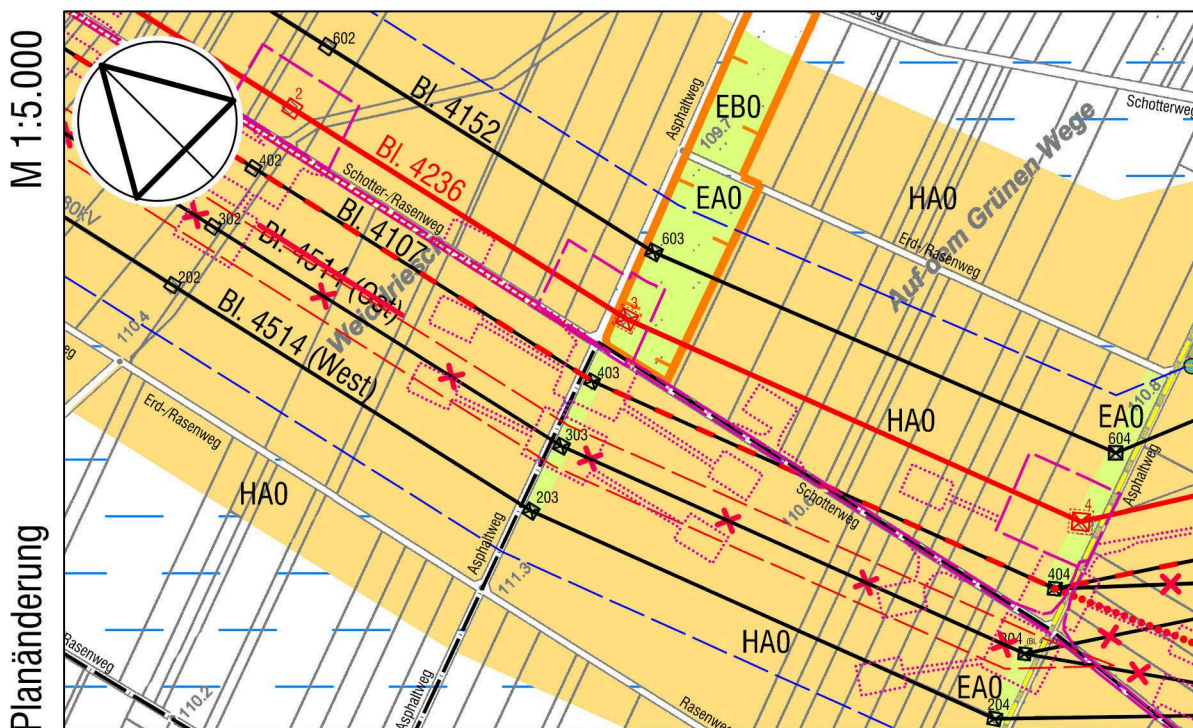 M 1:5.000
Planänderung
602
Bl. 4152
2
Bl. 4236
402
Schotter-/Rasenweg
Bl. 4107
302
Bl. 4514 (Ost)
202
Bl. 4514 (West)
110.4
Erd-/Rasenweg
HA0
Asphaltweg
109.7
EB0
EA0
603
3
403
303
203
Asphaltweg
111.3
Asphaltweg
Rasenweg
110.2
Schotterweg
HA0
Auf dem Grünen Wege
Erd-/Rasenweg
110.8
EA0
604
Asphaltweg
HA0
4
Schotterweg
404
HA0
EA0
204
Rasenweg